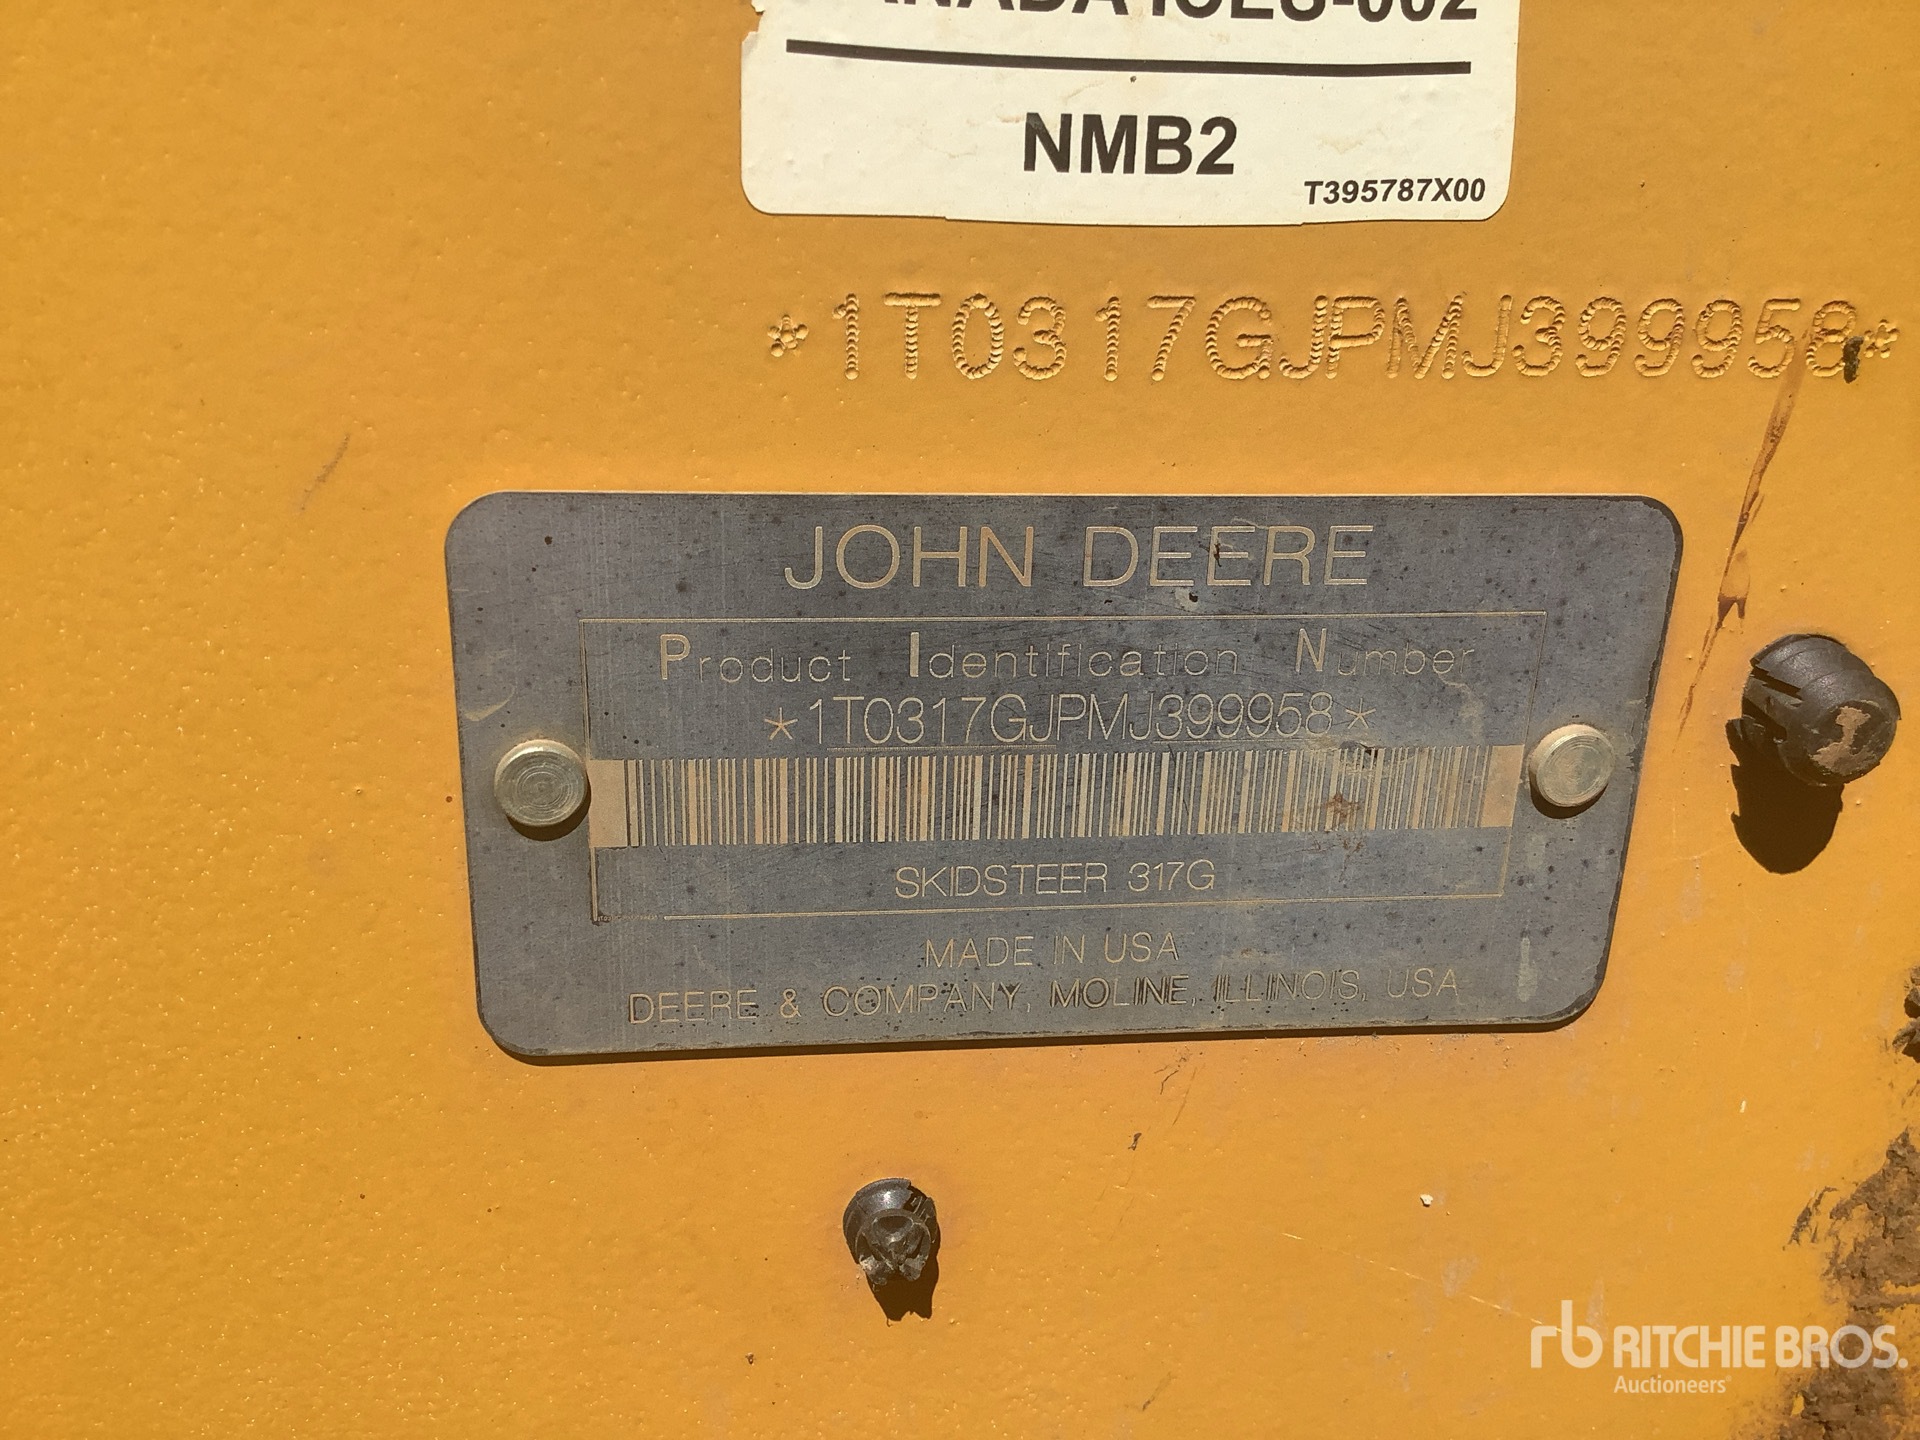 NMB2
T395787X00
*1T0317GJPMJ399958*
JOHN DEERE
Product Identification Number
*1T0317GJPMJ399958*
SKIDSTEER 317G
MADE IN USA
DEERE & COMPANY, MOLINE, ILLINOIS, USA
rb RITCHIE BROS.
Auctioneers